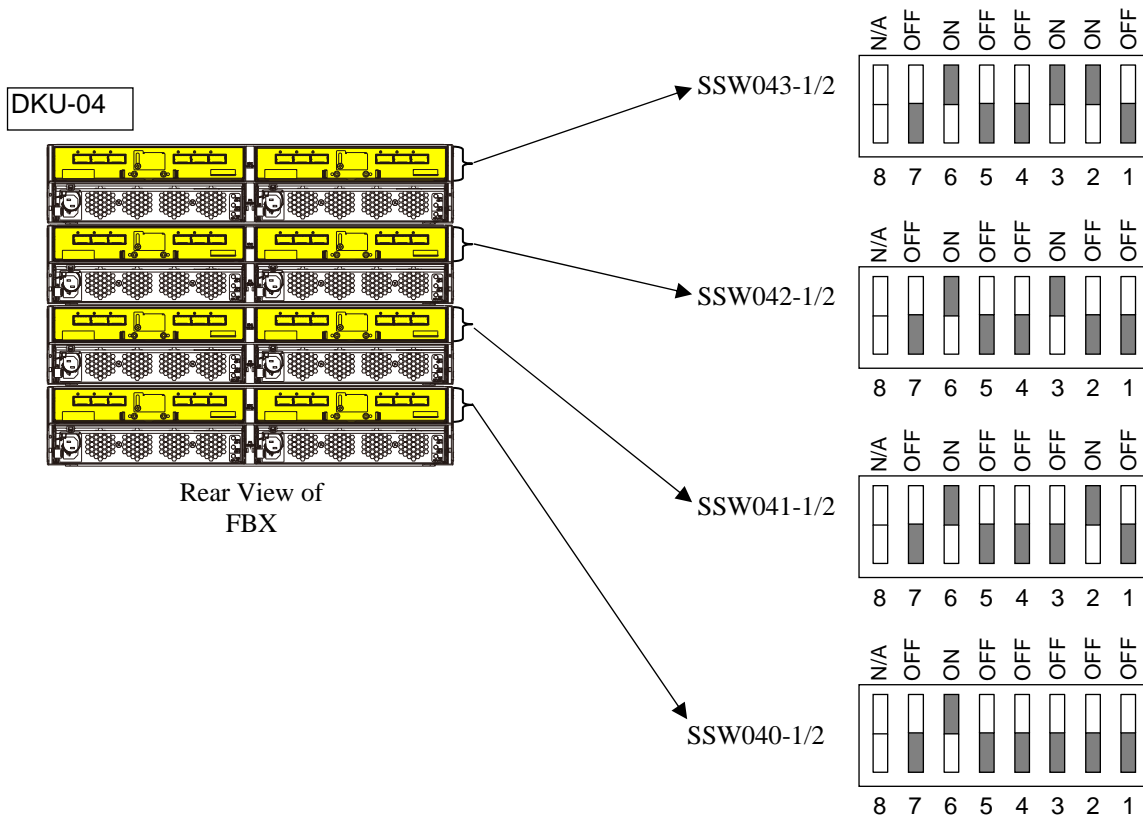 DKU-04
Rear View of
FBX
SSW043-1/2
N/A OFF ON OFF OFF ON ON OFF
8 7 6 5 4 3 2 1
SSW042-1/2
N/A OFF ON OFF OFF ON OFF OFF
8 7 6 5 4 3 2 1
SSW041-1/2
N/A OFF ON OFF OFF OFF ON OFF
8 7 6 5 4 3 2 1
SSW040-1/2
N/A OFF ON OFF OFF OFF OFF OFF
8 7 6 5 4 3 2 1